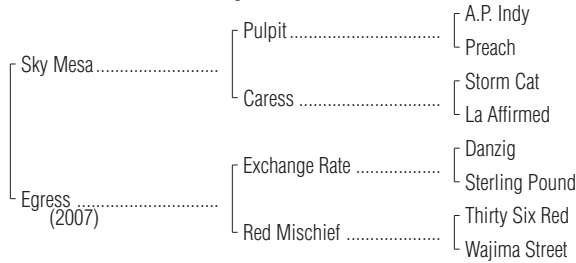 A.P. Indy
Pulpit
Preach
Sky Mesa
Storm Cat
Caress
La Affirmed
Danzig
Exchange Rate
Sterling Pound
Egress
(2007)
Thirty Six Red
Red Mischief
Wajima Street